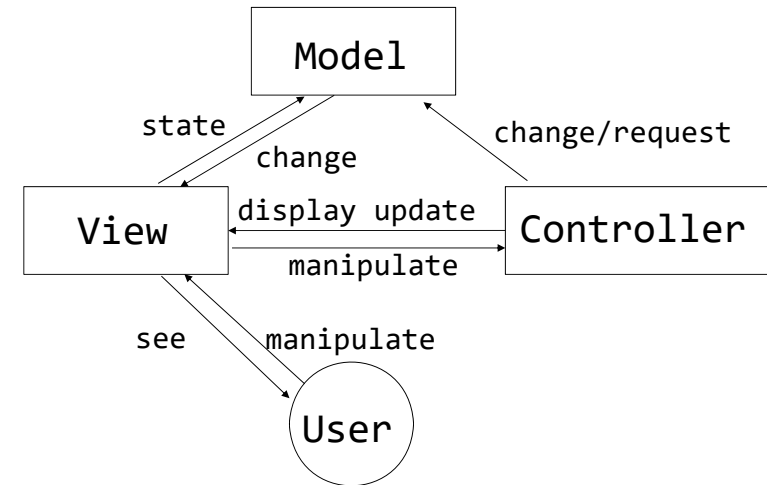 Model
state
change
change/request
View
display update
Controller
manipulate
see
manipulate
User